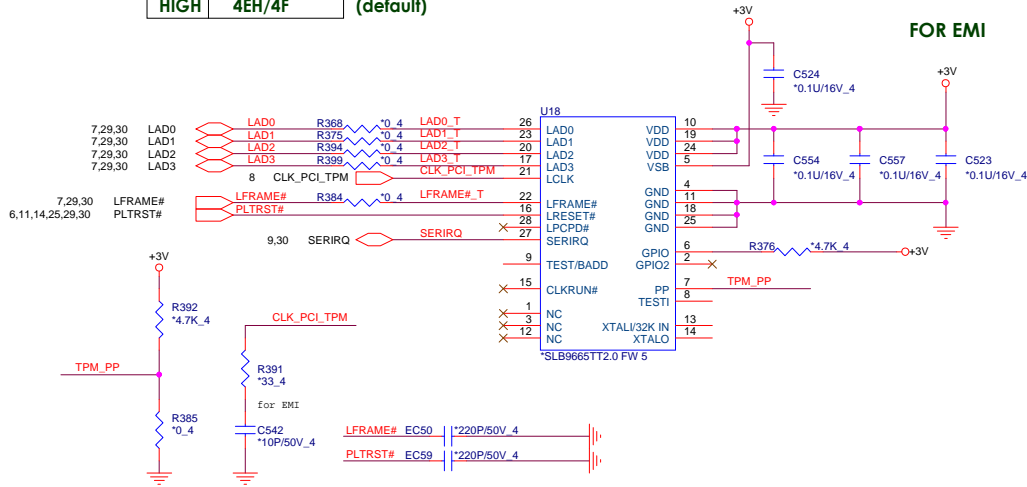 HIGH 4EH/4F (default)
FOR EMI
+3V
C524
*0.1U/16V_4
+3V
U18
7,29,30 LAD0 LAD0 R368 *0_4 LAD0_T 26 LAD0 VDD 10
7,29,30 LAD1 LAD1 R375 *0_4 LAD1_T 23 LAD1 VDD 19
7,29,30 LAD2 LAD2 R394 *0_4 LAD2_T 20 LAD2 VDD 24
7,29,30 LAD3 LAD3 R399 *0_4 LAD3_T 17 LAD3 VSB 5
8 CLK_PCI_TPM CLK_PCI_TPM 21 LCLK
C554 C557 C523
*0.1U/16V_4 *0.1U/16V_4 *0.1U/16V_4
GND 4
7,29,30 LFRAME# LFRAME# R384 *0_4 LFRAME#_T 22 LFRAME# GND 11
6,11,14,25,29,30 PLTRST# PLTRST# 16 LRESET# GND 18
28 LPCPD# GND 25
9,30 SERIRQ SERIRQ 27 SERIRQ
GPIO 6 R376 *4.7K_4 +3V
9 TEST/BADD GPIO2 2
15 CLKRUN# PP 7 TPM_PP
TESTI 8
1 NC
3 NC XTALI/32K IN 13
12 NC XTALO 14
*SLB9665TT2.0 FW 5
+3V
R392
*4.7K_4
TPM_PP
R385
*0_4
CLK_PCI_TPM
R391
*33_4
for EMI
C542
*10P/50V_4
LFRAME# EC50 *220P/50V_4
PLTRST# EC59 *220P/50V_4